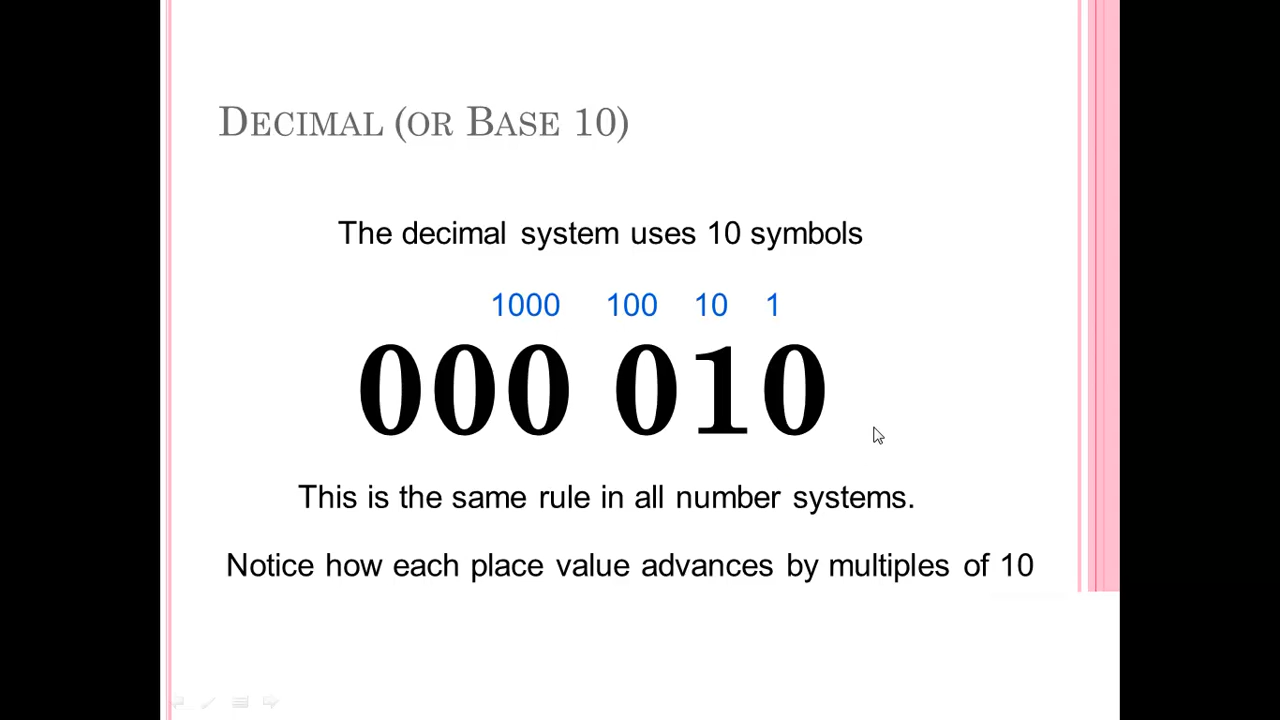 DECIMAL (OR BASE 10)
The decimal system uses 10 symbols
1000 100 10 1
000 010
This is the same rule in all number systems.
Notice how each place value advances by multiples of 10